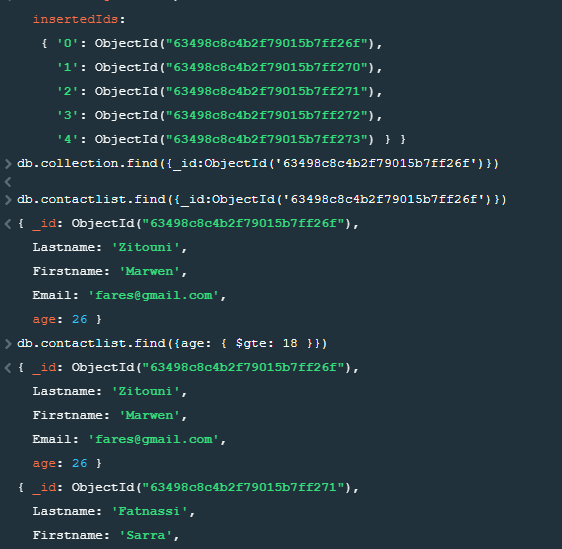 insertedIds:
{ '0': ObjectId("63498c8c4b2f79015b7ff26f"),
'1': ObjectId("63498c8c4b2f79015b7ff270"),
'2': ObjectId("63498c8c4b2f79015b7ff271"),
'3': ObjectId("63498c8c4b2f79015b7ff272"),
'4': ObjectId("63498c8c4b2f79015b7ff273") } }
> db.collection.find({_id:ObjectId('63498c8c4b2f79015b7ff26f')})
<
> db.contactlist.find({_id:ObjectId('63498c8c4b2f79015b7ff26f')})
< { _id: ObjectId("63498c8c4b2f79015b7ff26f"),
Lastname: 'Zitouni',
Firstname: 'Marwen',
Email: 'fares@gmail.com',
age: 26 }
> db.contactlist.find({age: { $gte: 18 }})
< { _id: ObjectId("63498c8c4b2f79015b7ff26f"),
Lastname: 'Zitouni',
Firstname: 'Marwen',
Email: 'fares@gmail.com',
age: 26 }
{ _id: ObjectId("63498c8c4b2f79015b7ff271"),
Lastname: 'Fatnassi',
Firstname: 'Sarra',